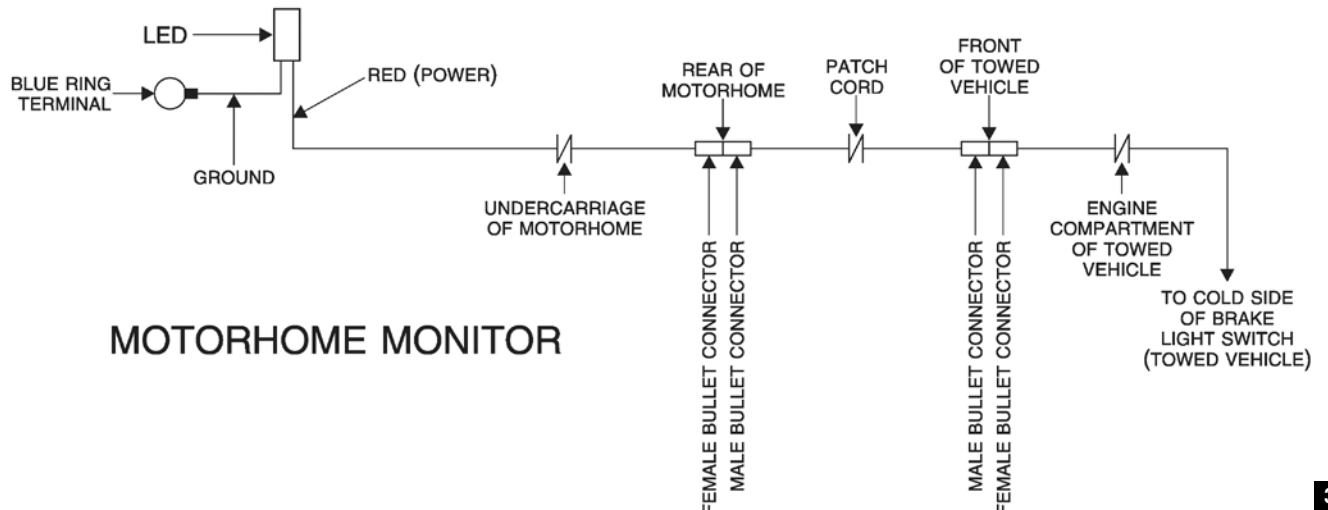 LED
BLUE RING
TERMINAL
RED (POWER)
GROUND
UNDERCARRIAGE
OF MOTORHOME
REAR OF
MOTORHOME
PATCH
CORD
FRONT
OF TOWED
VEHICLE
FEMALE BULLET CONNECTOR
MALE BULLET CONNECTOR
MALE BULLET CONNECTOR
FEMALE BULLET CONNECTOR
ENGINE
COMPARTMENT
OF TOWED
VEHICLE
TO COLD SIDE
OF BRAKE
LIGHT SWITCH
(TOWED VEHICLE)
MOTORHOME MONITOR